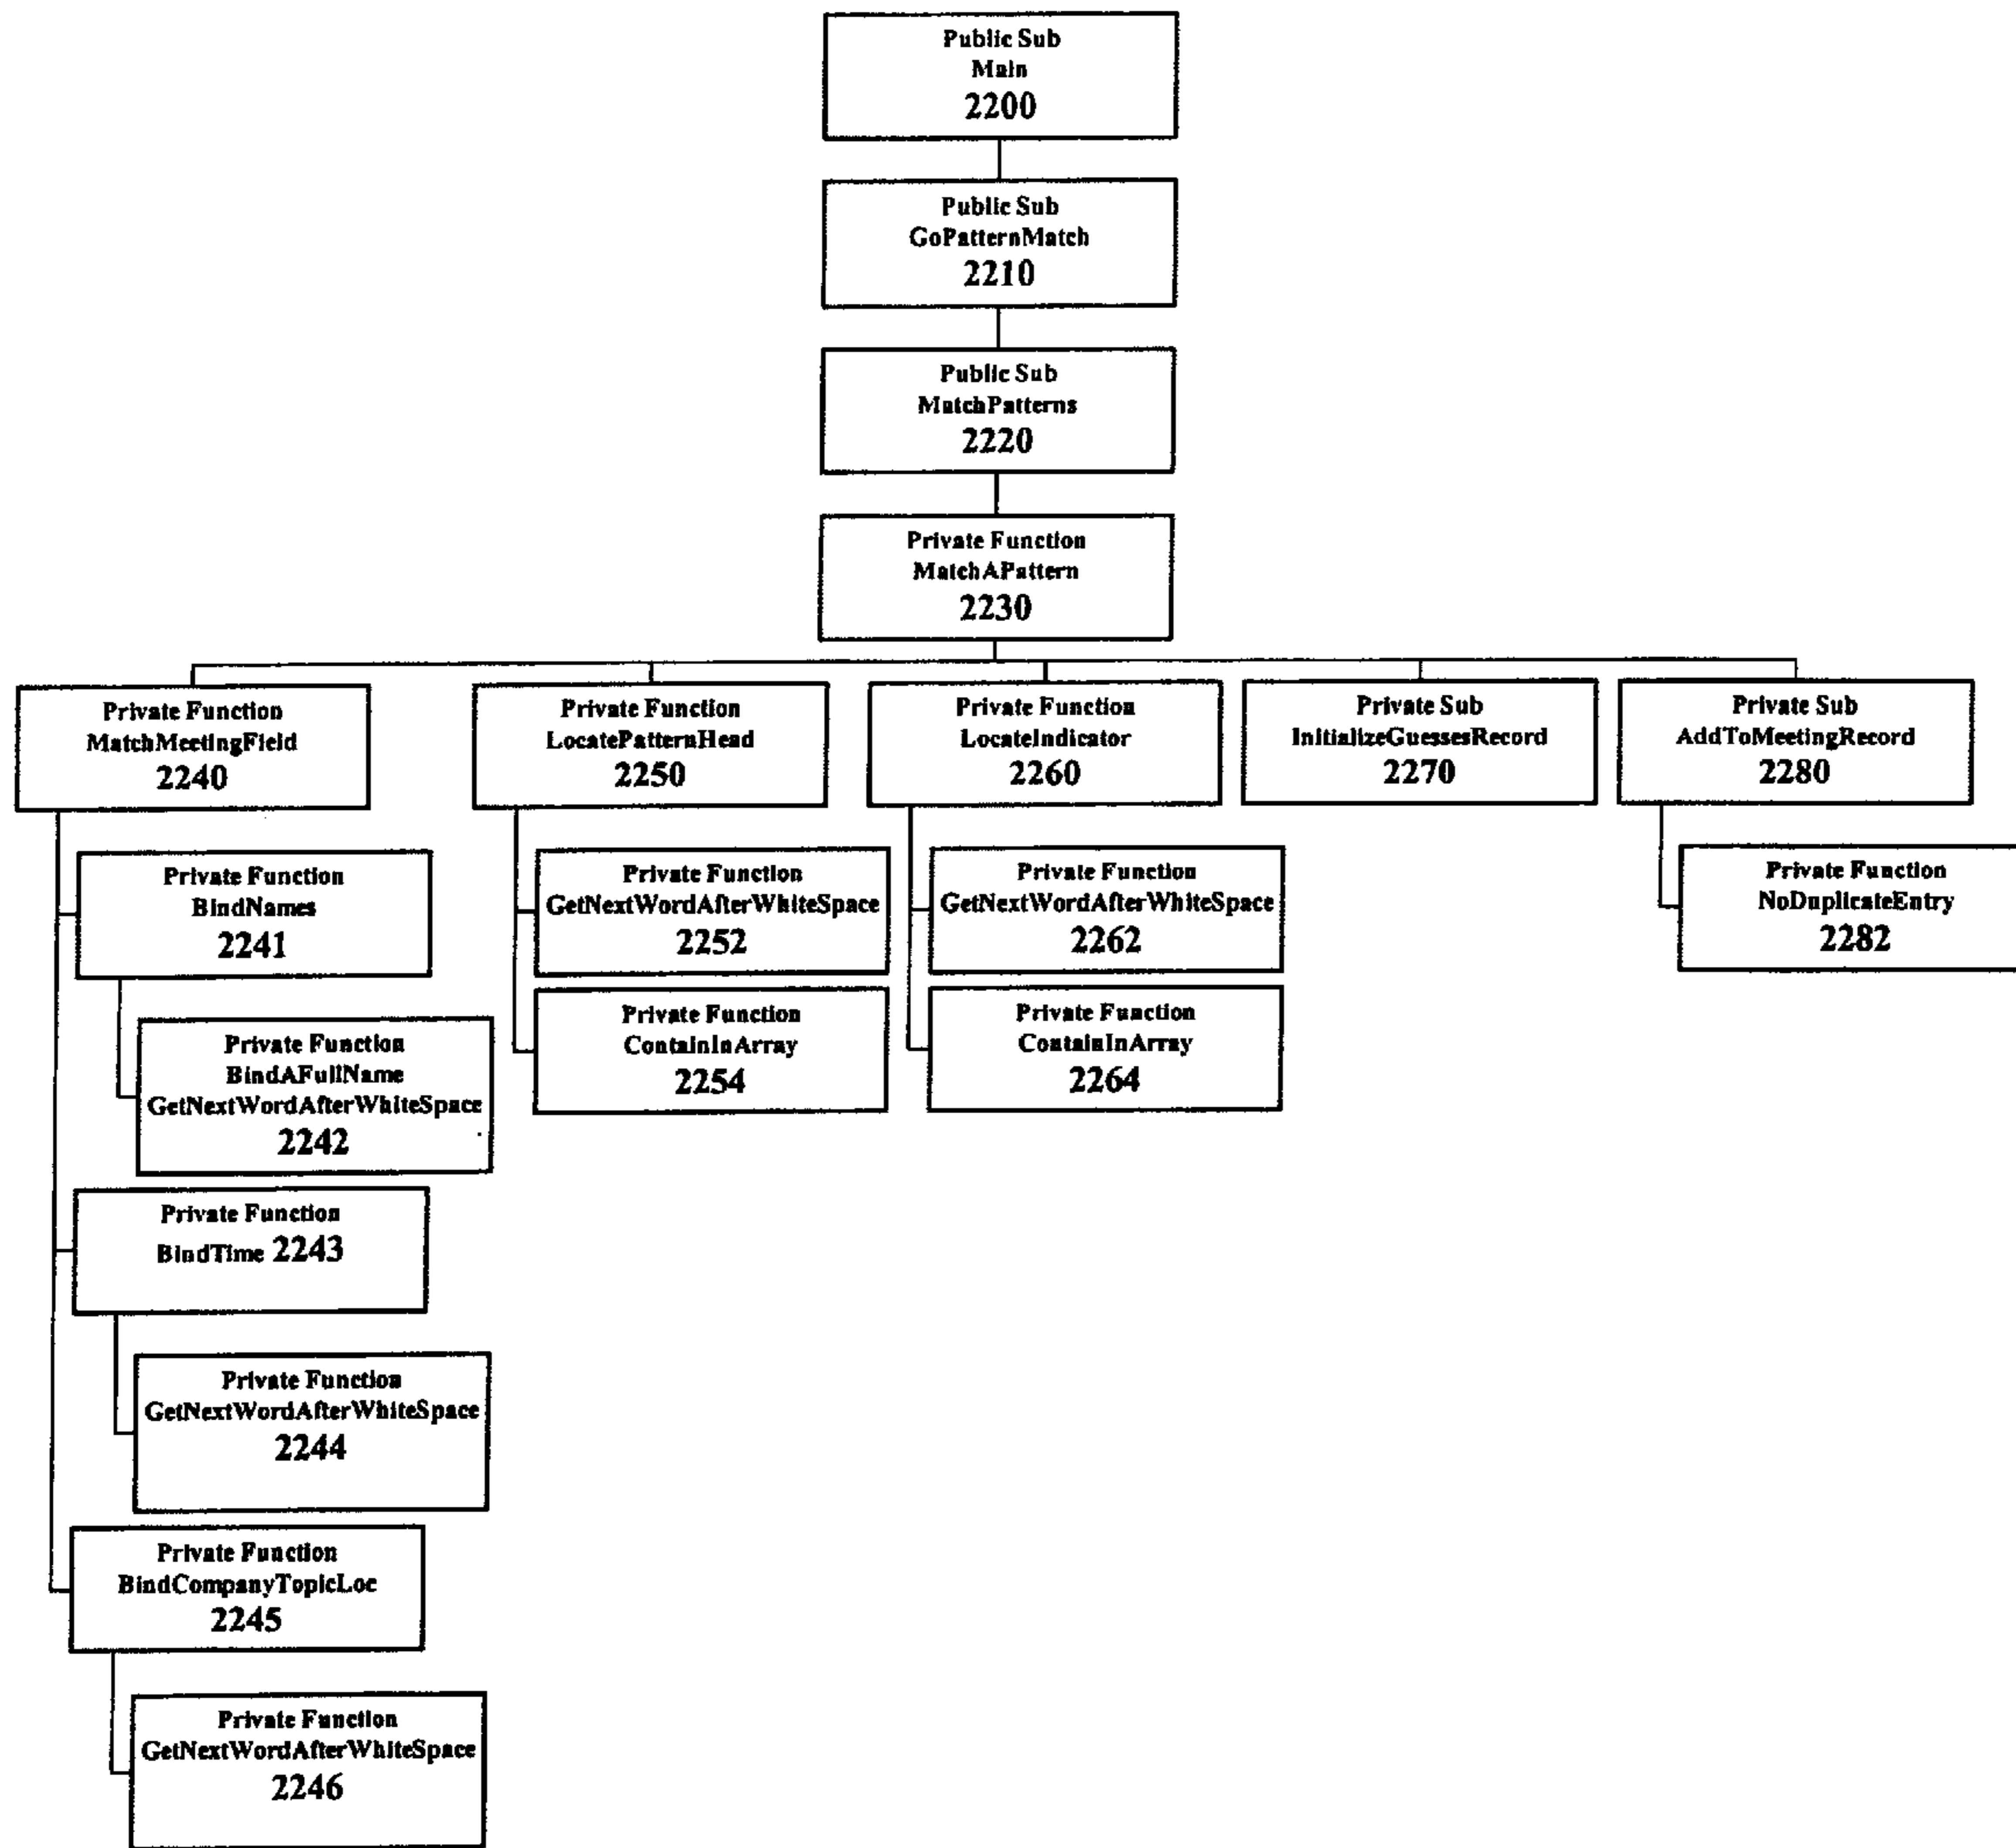 Public Sub
Main
2200
Public Sub
GoPatternMatch
2210
Public Sub
MatchPatterns
2220
Private Function
MatchAPattern
2230
Private Function
MatchMeetingField
2240
Private Function
LocatePatternHead
2250
Private Function
LocateIndicator
2260
Private Sub
InitializeGuessesRecord
2270
Private Sub
AddToMeetingRecord
2280
Private Function
BindNames
2241
Private Function
GetNextWordAfterWhiteSpace
2252
Private Function
GetNextWordAfterWhiteSpace
2262
Private Function
NoDuplicateEntry
2282
Private Function
ContainInArray
2254
Private Function
ContainInArray
2264
Private Function
BindAFullName
GetNextWordAfterWhiteSpace
2242
Private Function
BindTime 2243
Private Function
GetNextWordAfterWhiteSpace
2244
Private Function
BindCompanyTopicLoc
2245
Private Function
GetNextWordAfterWhiteSpace
2246